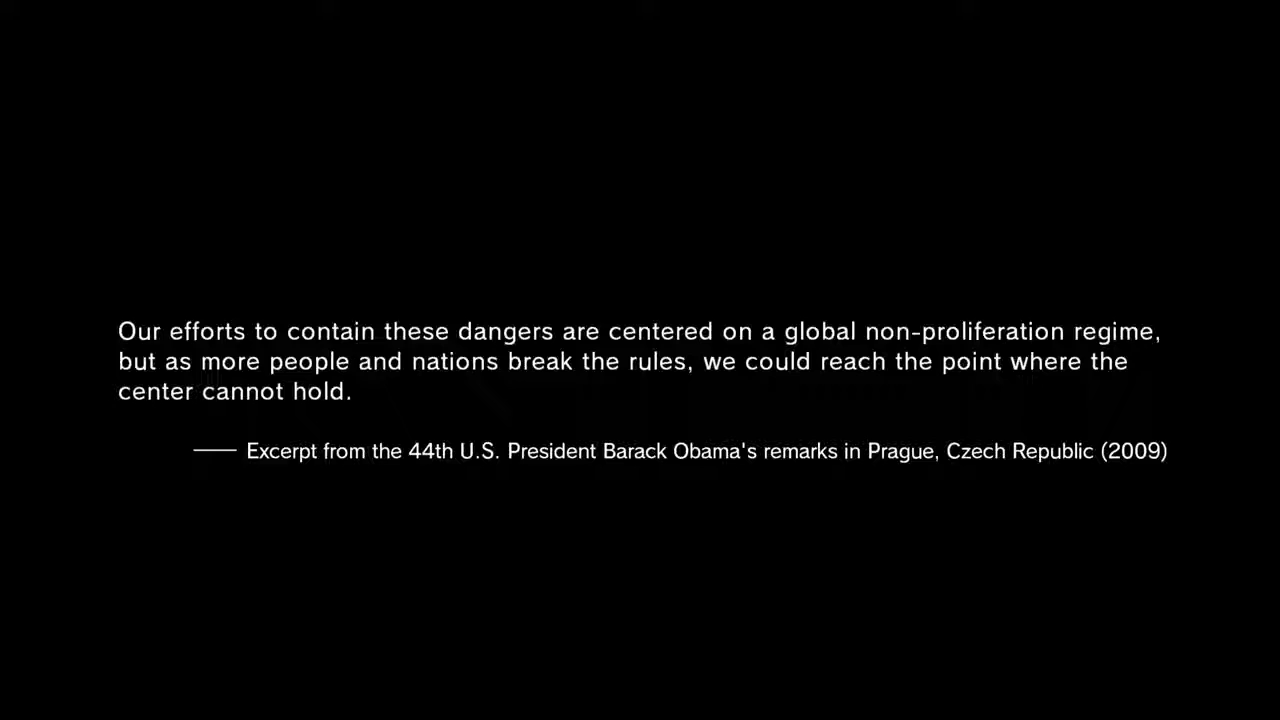 Our efforts to contain these dangers are centered on a global non-proliferation regime,
but as more people and nations break the rules, we could reach the point where the
center cannot hold.
—— Excerpt from the 44th U.S. President Barack Obama's remarks in Prague, Czech Republic (2009)